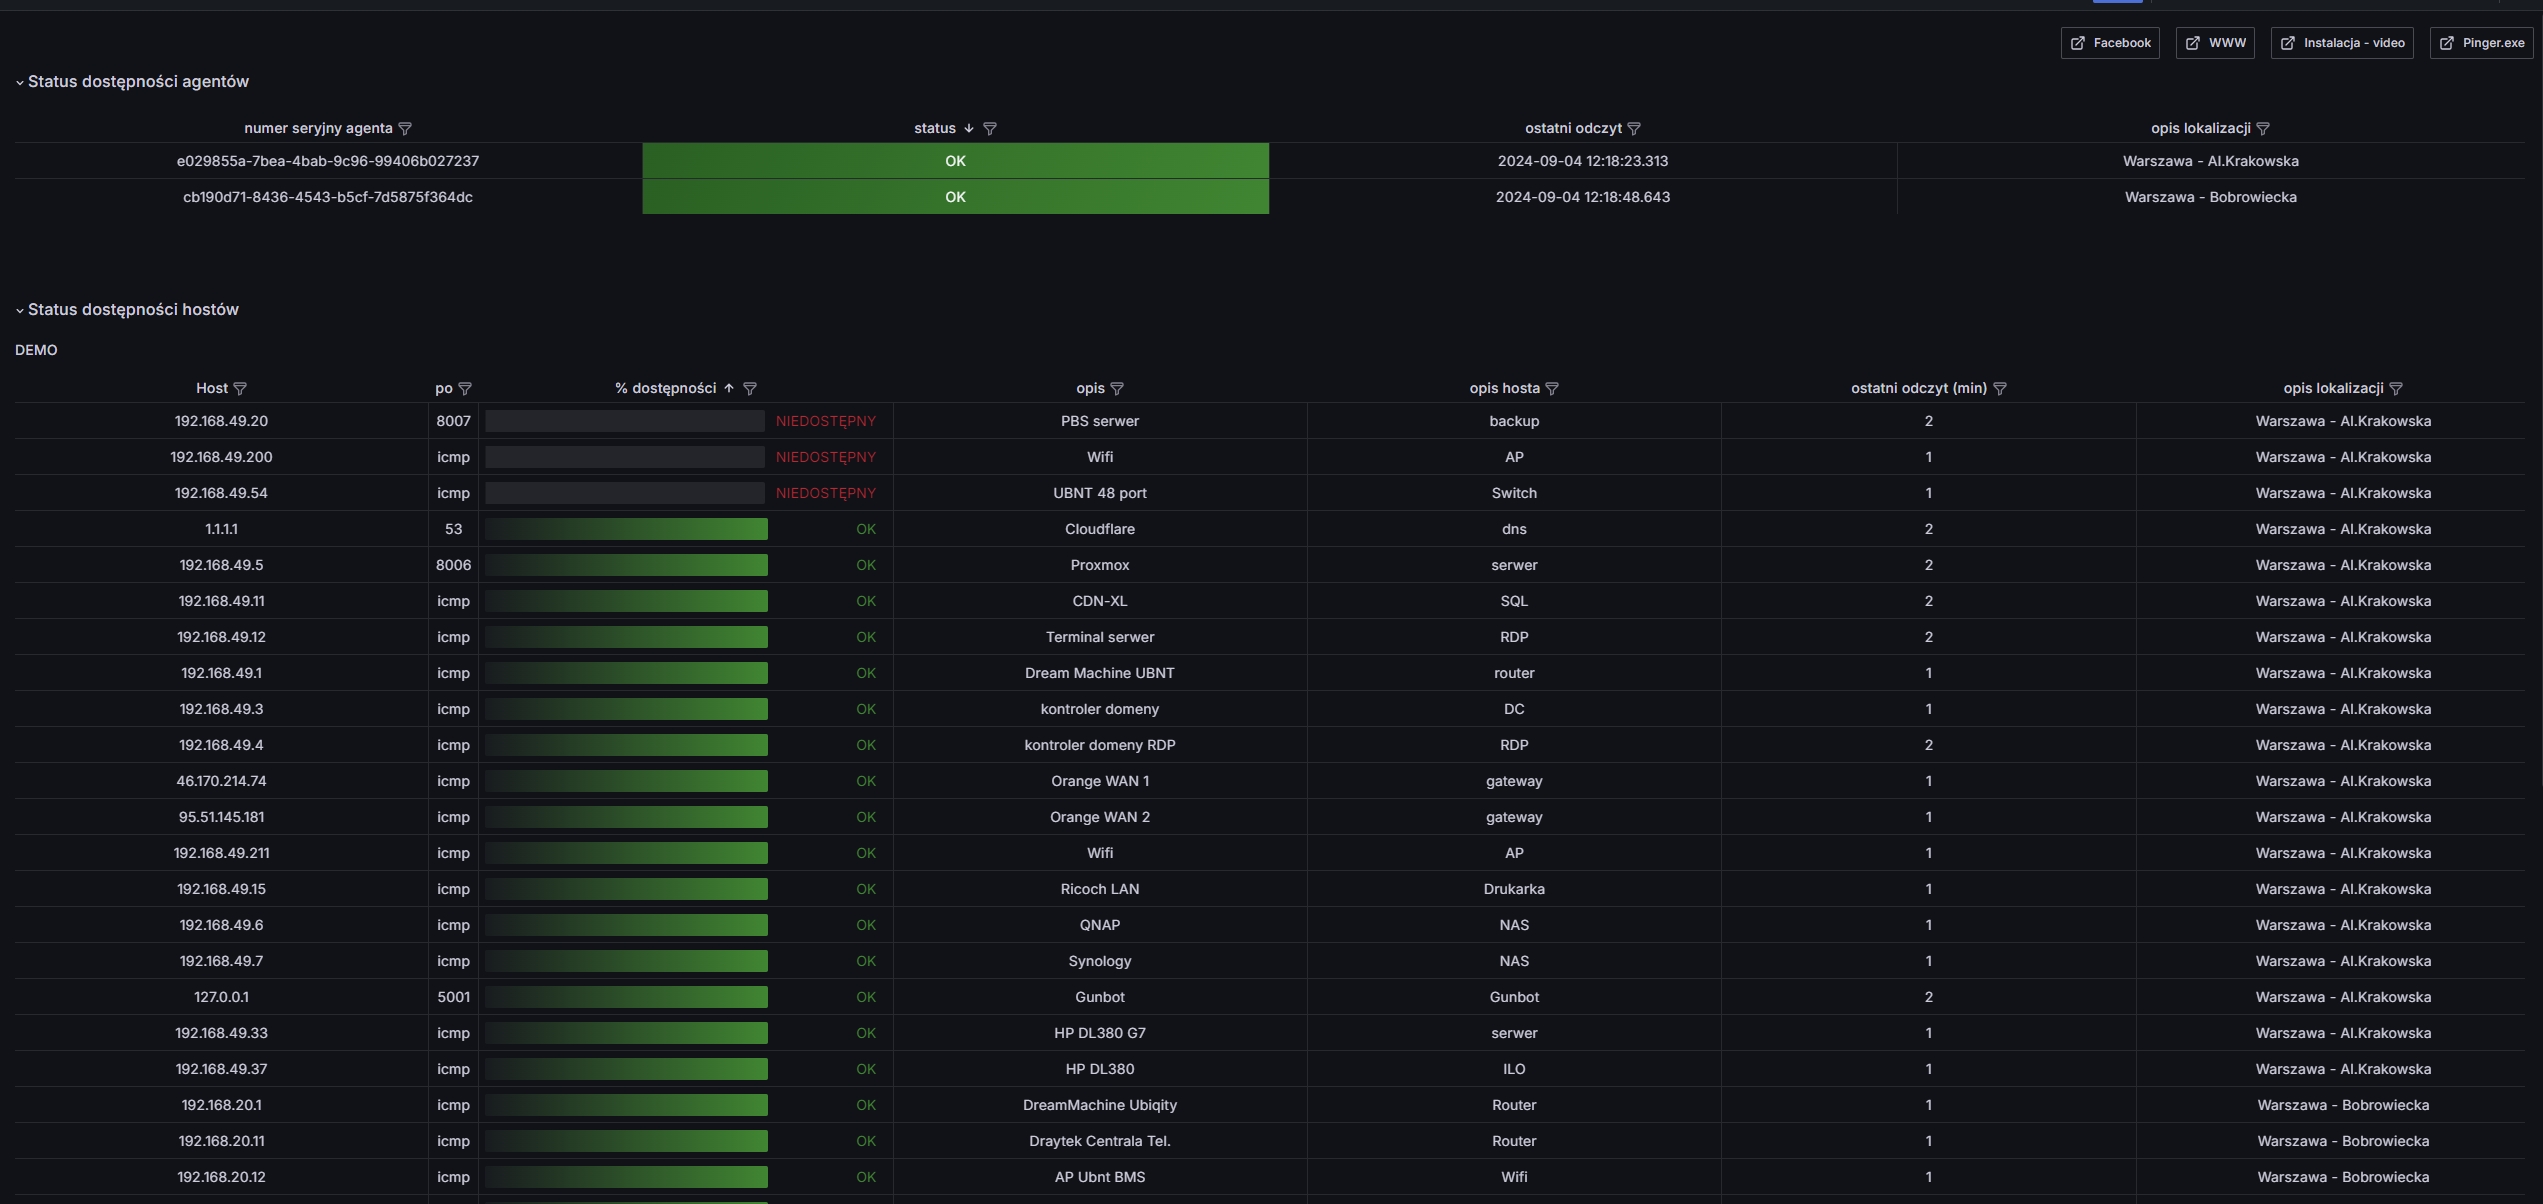 Facebook WWW Instalacja - video Pinger.exe
Status dostępności agentów
numer seryjny agenta status ostatni odczyt opis lokalizacji
e029855a-7bea-4bab-9c96-99406b027237 OK 2024-09-04 12:18:23.313 Warszawa - Al.Krakowska
cb190d71-8436-4543-b5cf-7d5875f364dc OK 2024-09-04 12:18:48.643 Warszawa - Bobrowiecka
Status dostępności hostów
DEMO
Host po % dostępności opis opis hosta ostatni odczyt (min) opis lokalizacji
192.168.49.20 8007 NIEDOSTĘPNY PBS serwer backup 2 Warszawa - Al.Krakowska
192.168.49.200 icmp NIEDOSTĘPNY Wifi AP 1 Warszawa - Al.Krakowska
192.168.49.54 icmp NIEDOSTĘPNY UBNT 48 port Switch 1 Warszawa - Al.Krakowska
1.1.1.1 53 OK Cloudflare dns 2 Warszawa - Al.Krakowska
192.168.49.5 8006 OK Proxmox serwer 2 Warszawa - Al.Krakowska
192.168.49.11 icmp OK CDN-XL SQL 2 Warszawa - Al.Krakowska
192.168.49.12 icmp OK Terminal serwer RDP 2 Warszawa - Al.Krakowska
192.168.49.1 icmp OK Dream Machine UBNT router 1 Warszawa - Al.Krakowska
192.168.49.3 icmp OK kontroler domeny DC 1 Warszawa - Al.Krakowska
192.168.49.4 icmp OK kontroler domeny RDP RDP 2 Warszawa - Al.Krakowska
46.170.214.74 icmp OK Orange WAN 1 gateway 1 Warszawa - Al.Krakowska
95.51.145.181 icmp OK Orange WAN 2 gateway 1 Warszawa - Al.Krakowska
192.168.49.211 icmp OK Wifi AP 1 Warszawa - Al.Krakowska
192.168.49.15 icmp OK Ricoch LAN Drukarka 1 Warszawa - Al.Krakowska
192.168.49.6 icmp OK QNAP NAS 1 Warszawa - Al.Krakowska
192.168.49.7 icmp OK Synology NAS 1 Warszawa - Al.Krakowska
127.0.0.1 5001 OK Gunbot Gunbot 2 Warszawa - Al.Krakowska
192.168.49.33 icmp OK HP DL380 G7 serwer 1 Warszawa - Al.Krakowska
192.168.49.37 icmp OK HP DL380 ILO 1 Warszawa - Al.Krakowska
192.168.20.1 icmp OK DreamMachine Ubiqity Router 1 Warszawa - Bobrowiecka
192.168.20.11 icmp OK Draytek Centrala Tel. Router 1 Warszawa - Bobrowiecka
192.168.20.12 icmp OK AP Ubnt BMS Wifi 1 Warszawa - Bobrowiecka